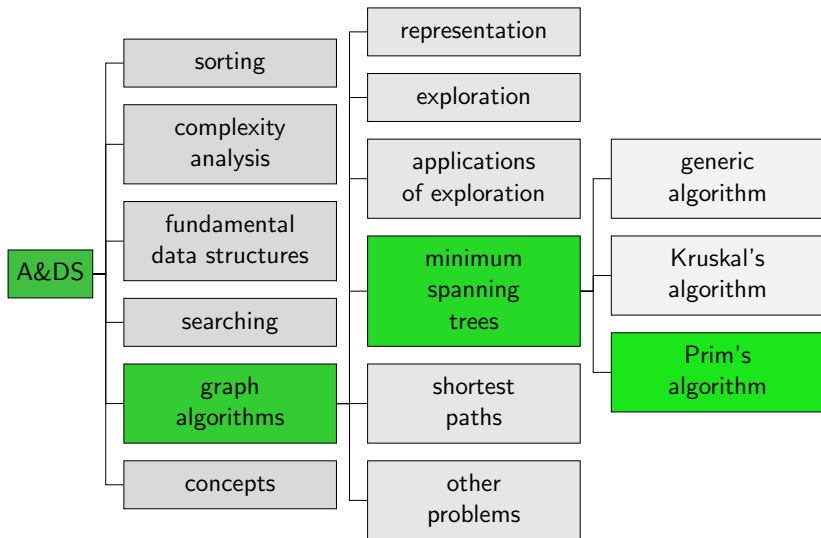 A&DS
sorting
complexity
analysis
fundamental
data structures
searching
graph
algorithms
concepts
representation
exploration
applications
of exploration
minimum
spanning
trees
shortest
paths
other
problems
generic
algorithm
Kruskal's
algorithm
Prim's
algorithm